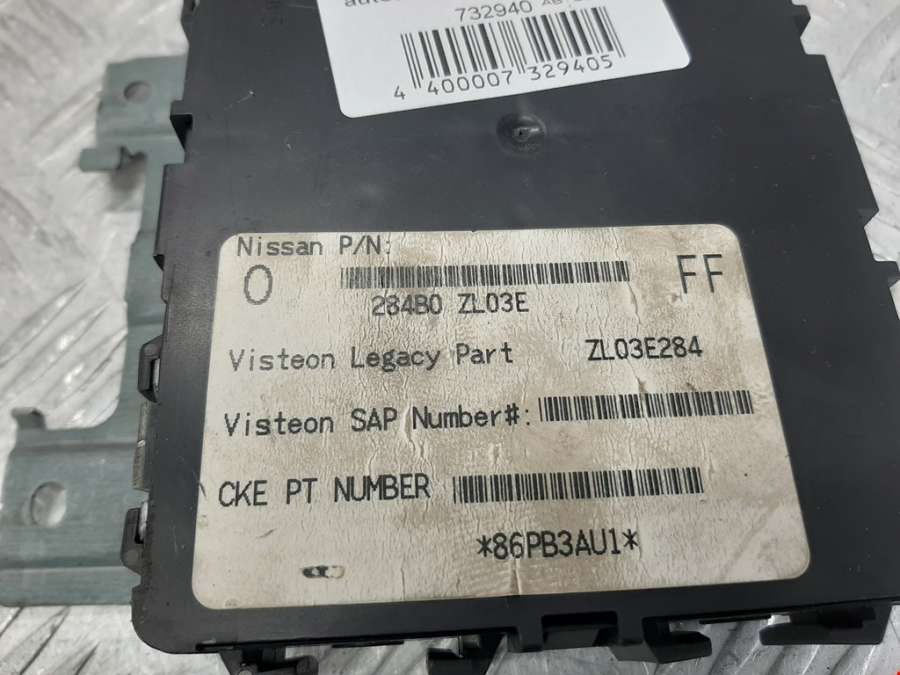 732940
4 400007 329405
Nissan P/N:
0 FF
284B0 ZL03E
Visteon Legacy Part ZL03E284
Visteon SAP Number#:
CKE PT NUMBER
*86PB3AU1*